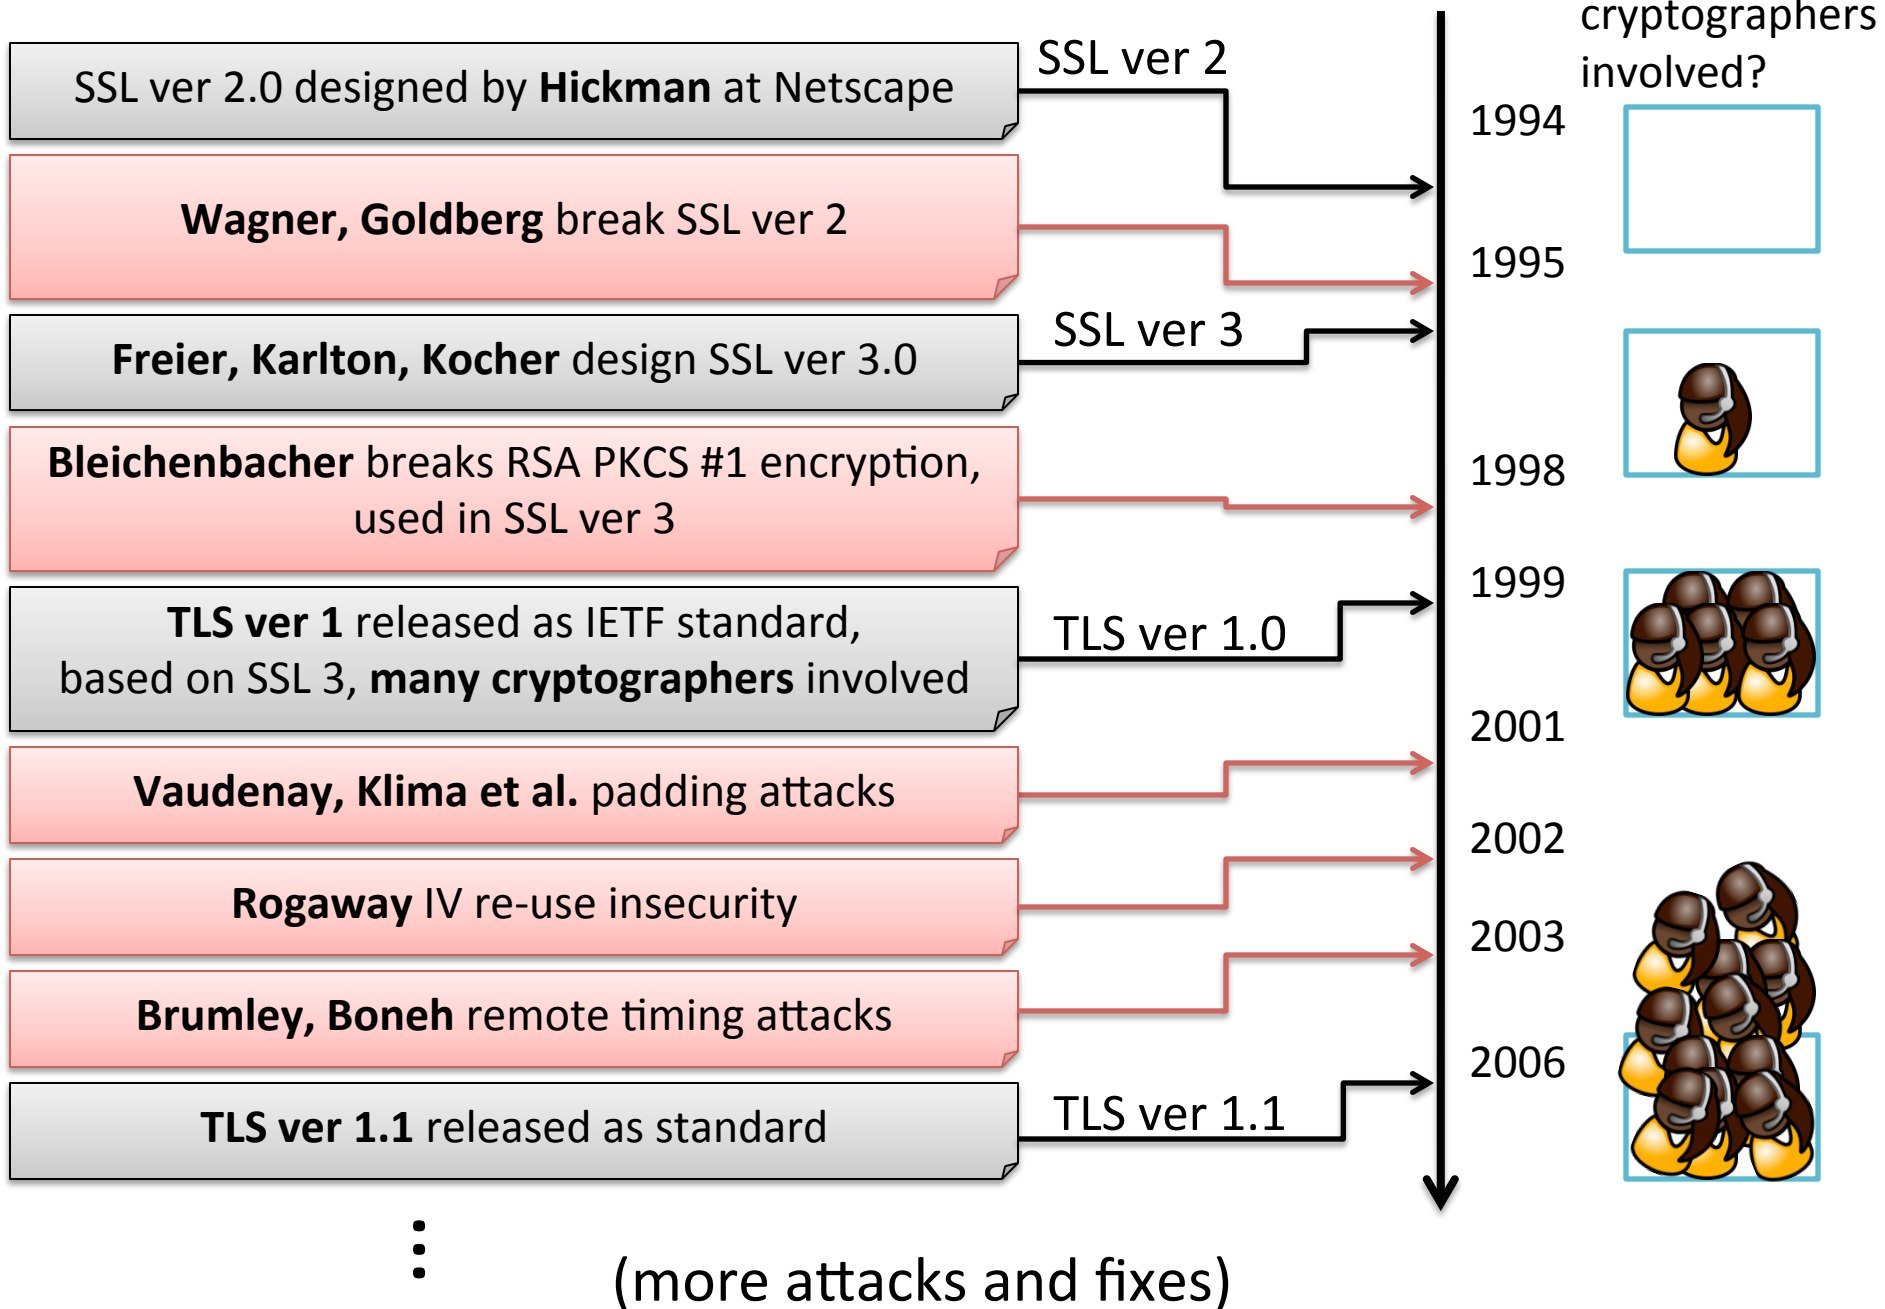 cryptographers
involved?
SSL ver 2.0 designed by Hickman at Netscape
SSL ver 2
1994
Wagner, Goldberg break SSL ver 2
1995
Freier, Karlton, Kocher design SSL ver 3.0
SSL ver 3
Bleichenbacher breaks RSA PKCS #1 encryption,
used in SSL ver 3
1998
TLS ver 1 released as IETF standard,
based on SSL 3, many cryptographers involved
TLS ver 1.0
1999
Vaudenay, Klima et al. padding attacks
2001
Rogaway IV re-use insecurity
2002
Brumley, Boneh remote timing attacks
2003
TLS ver 1.1 released as standard
TLS ver 1.1
2006
(more attacks and fixes)